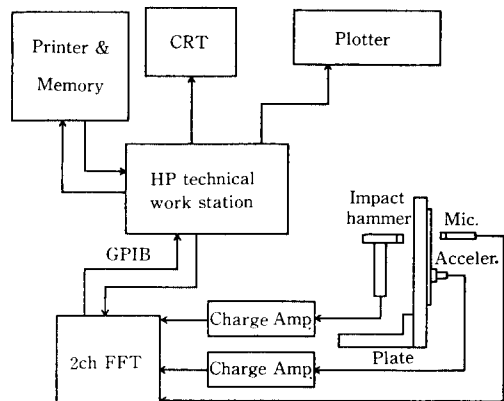 Printer &
Memory
CRT
Plotter
HP technical
work station
Impact
hammer
Mic.
Acceler.
GPIB
2ch FFT
Charge Amp.
Charge Amp.
Plate